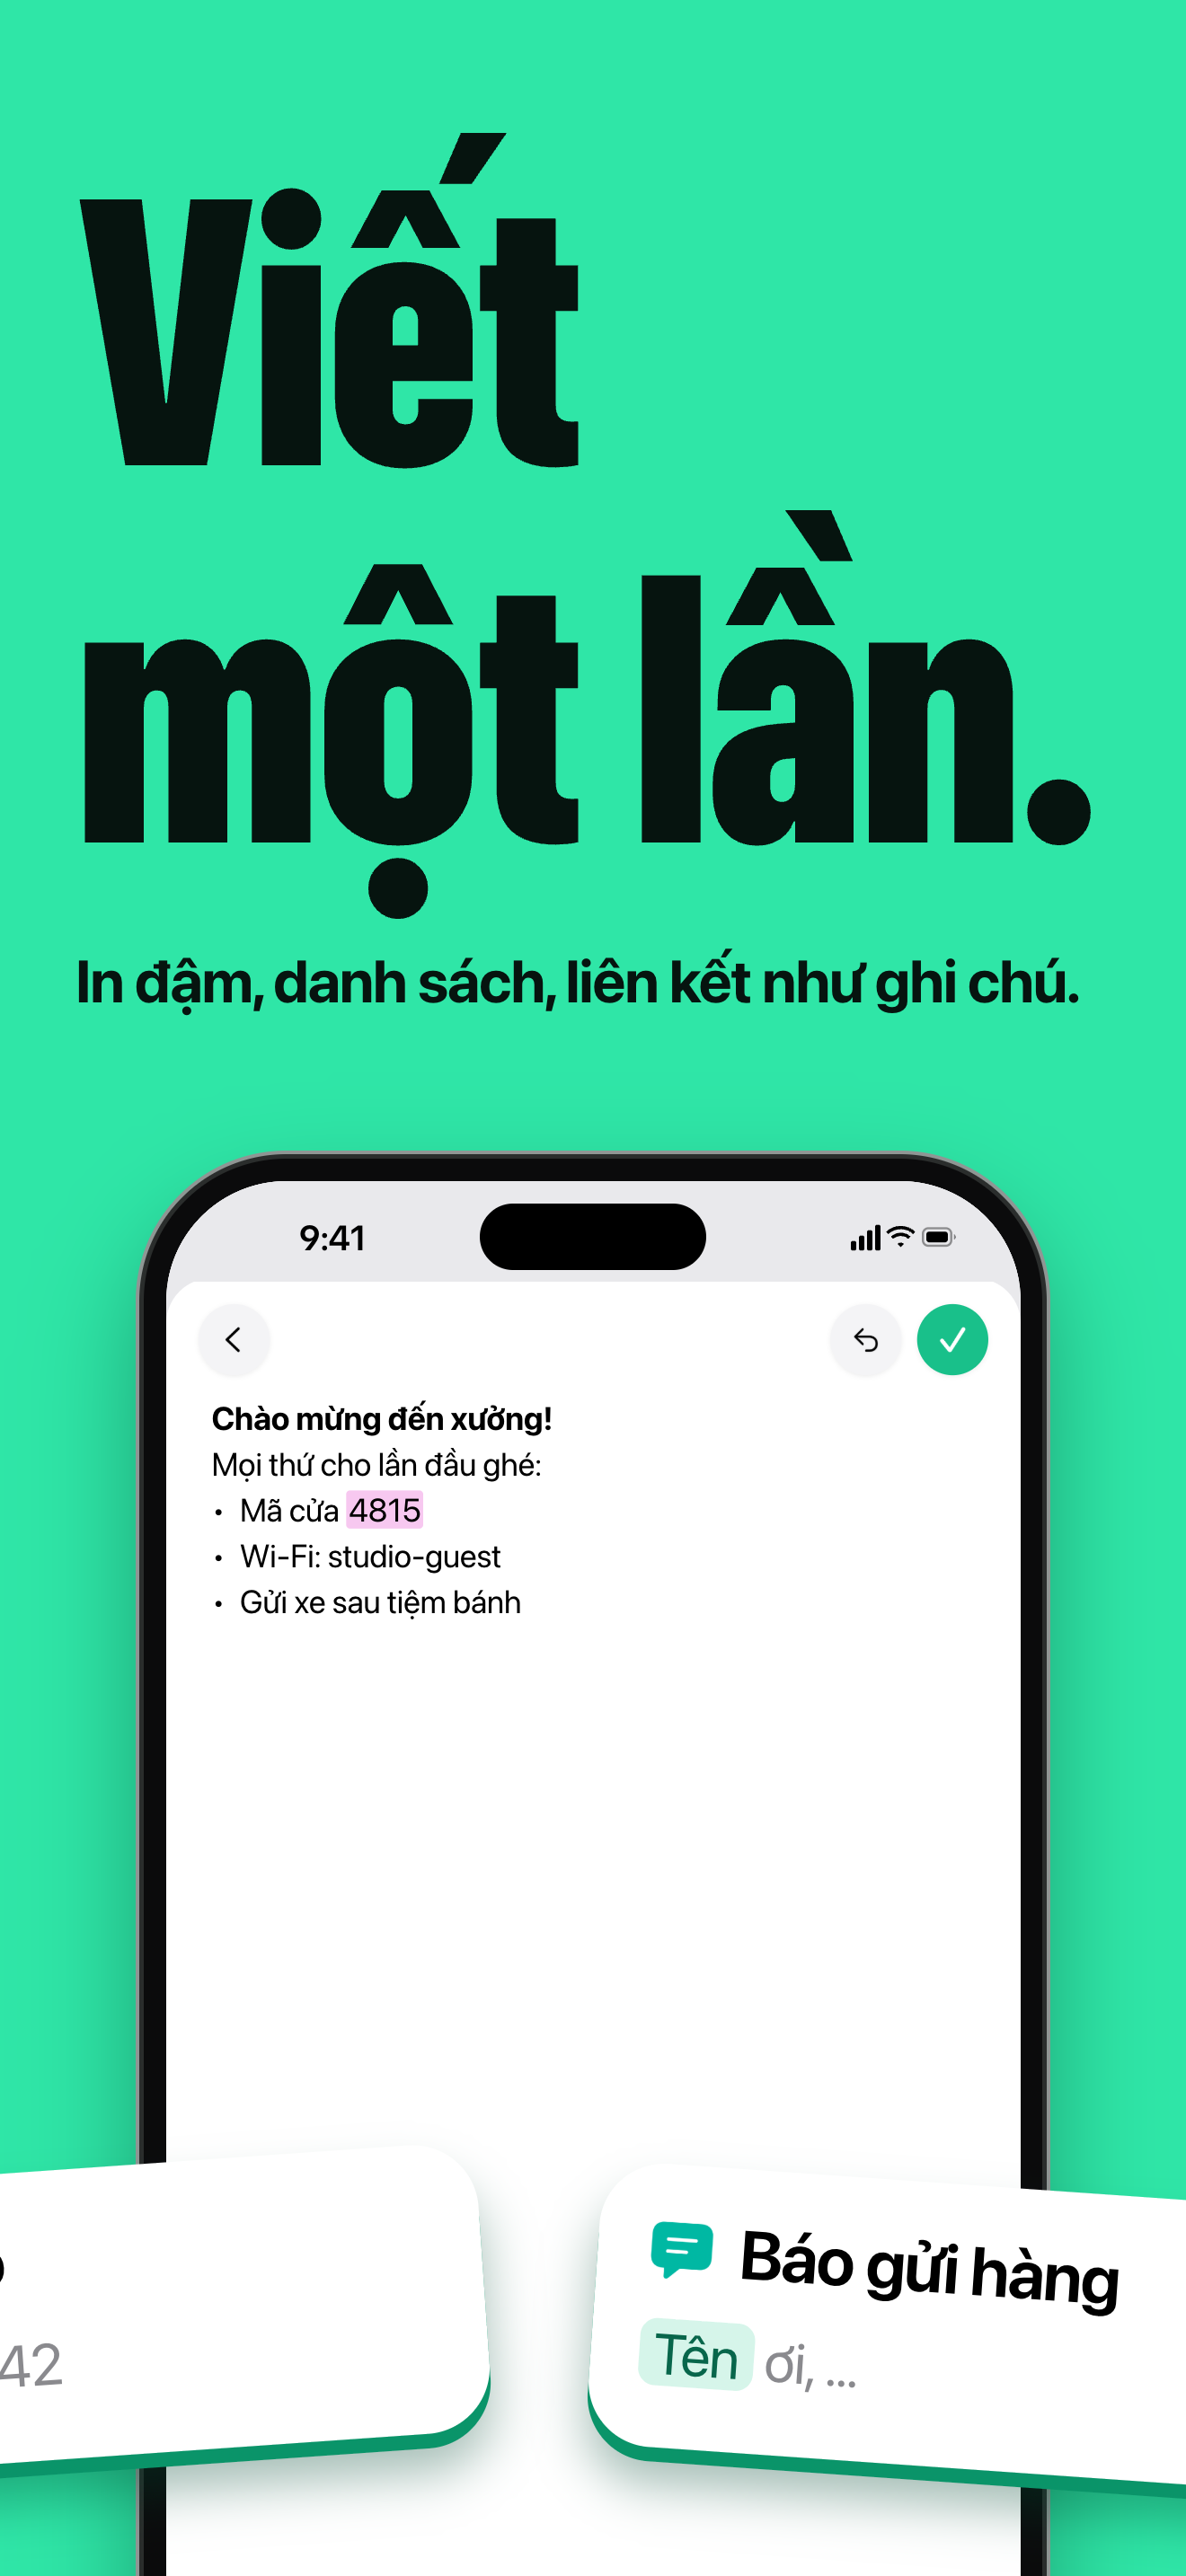 Viết
một lần.
In đậm, danh sách, liên kết như ghi chú.
9:41
Chào mừng đến xưởng!
Mọi thứ cho lần đầu ghé:
• Mã cửa 4815
• Wi-Fi: studio-guest
• Gửi xe sau tiệm bánh
42
Báo gửi hàng
Tên ơi, ...